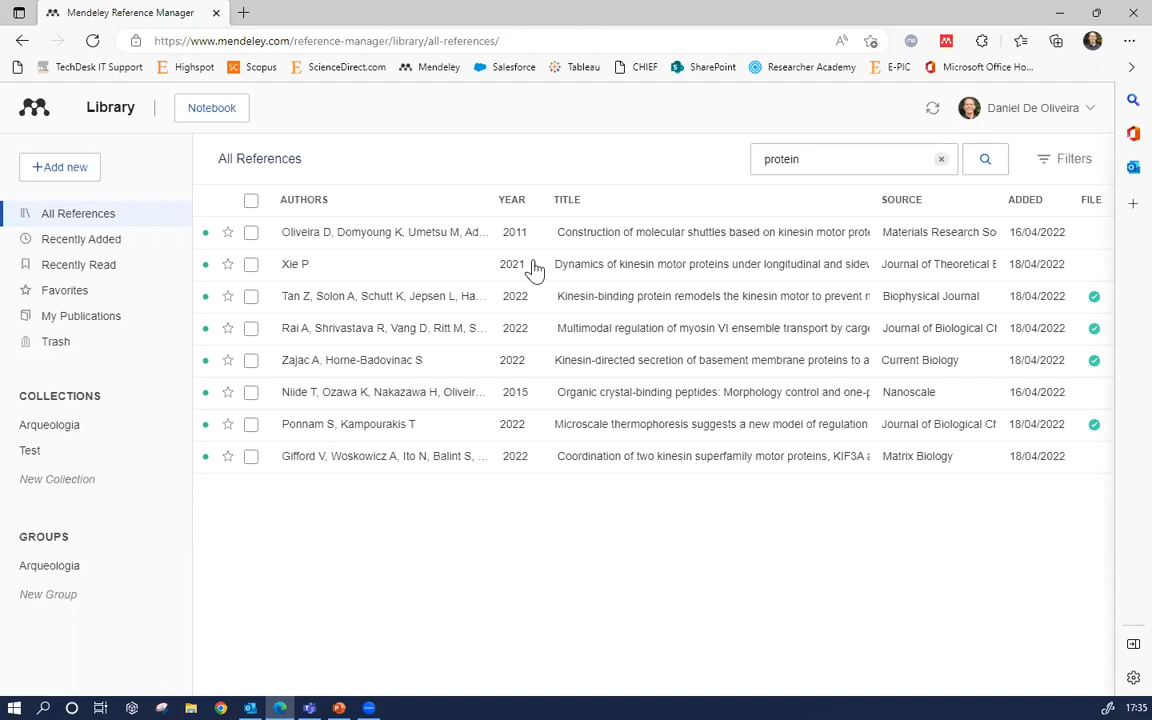 Mendeley Reference Manager
https://www.mendeley.com/reference-manager/library/all-references/
TechDesk IT Support Highspot Scopus ScienceDirect.com Mendeley Salesforce Tableau CHIEF SharePoint Researcher Academy E-PIC Microsoft Office Ho...
Library Notebook Daniel De Oliveira
+Add new
All References
Recently Added
Recently Read
Favorites
My Publications
Trash
COLLECTIONS
Arqueologia
Test
New Collection
GROUPS
Arqueologia
New Group
All References protein Filters
AUTHORS YEAR TITLE SOURCE ADDED FILE
Oliveira D, Domyoung K, Umetsu M, Ad... 2011 Construction of molecular shuttles based on kinesin motor prote Materials Research So 16/04/2022
Xie P 2021 Dynamics of kinesin motor proteins under longitudinal and sidew Journal of Theoretical B 18/04/2022
Tan Z, Solon A, Schutt K, Jepsen L, Ha... 2022 Kinesin-binding protein remodels the kinesin motor to prevent m Biophysical Journal 18/04/2022
Rai A, Shrivastava R, Vang D, Ritt M, S... 2022 Multimodal regulation of myosin VI ensemble transport by cargo Journal of Biological Ch 18/04/2022
Zajac A, Horne-Badovinac S 2022 Kinesin-directed secretion of basement membrane proteins to a Current Biology 18/04/2022
Niide T, Ozawa K, Nakazawa H, Oliveir... 2015 Organic crystal-binding peptides: Morphology control and one-p Nanoscale 16/04/2022
Ponnam S, Kampourakis T 2022 Microscale thermophoresis suggests a new model of regulation Journal of Biological Ch 18/04/2022
Gifford V, Woskowicz A, Ito N, Balint S, ... 2022 Coordination of two kinesin superfamily motor proteins, KIF3A a Matrix Biology 18/04/2022
17:35